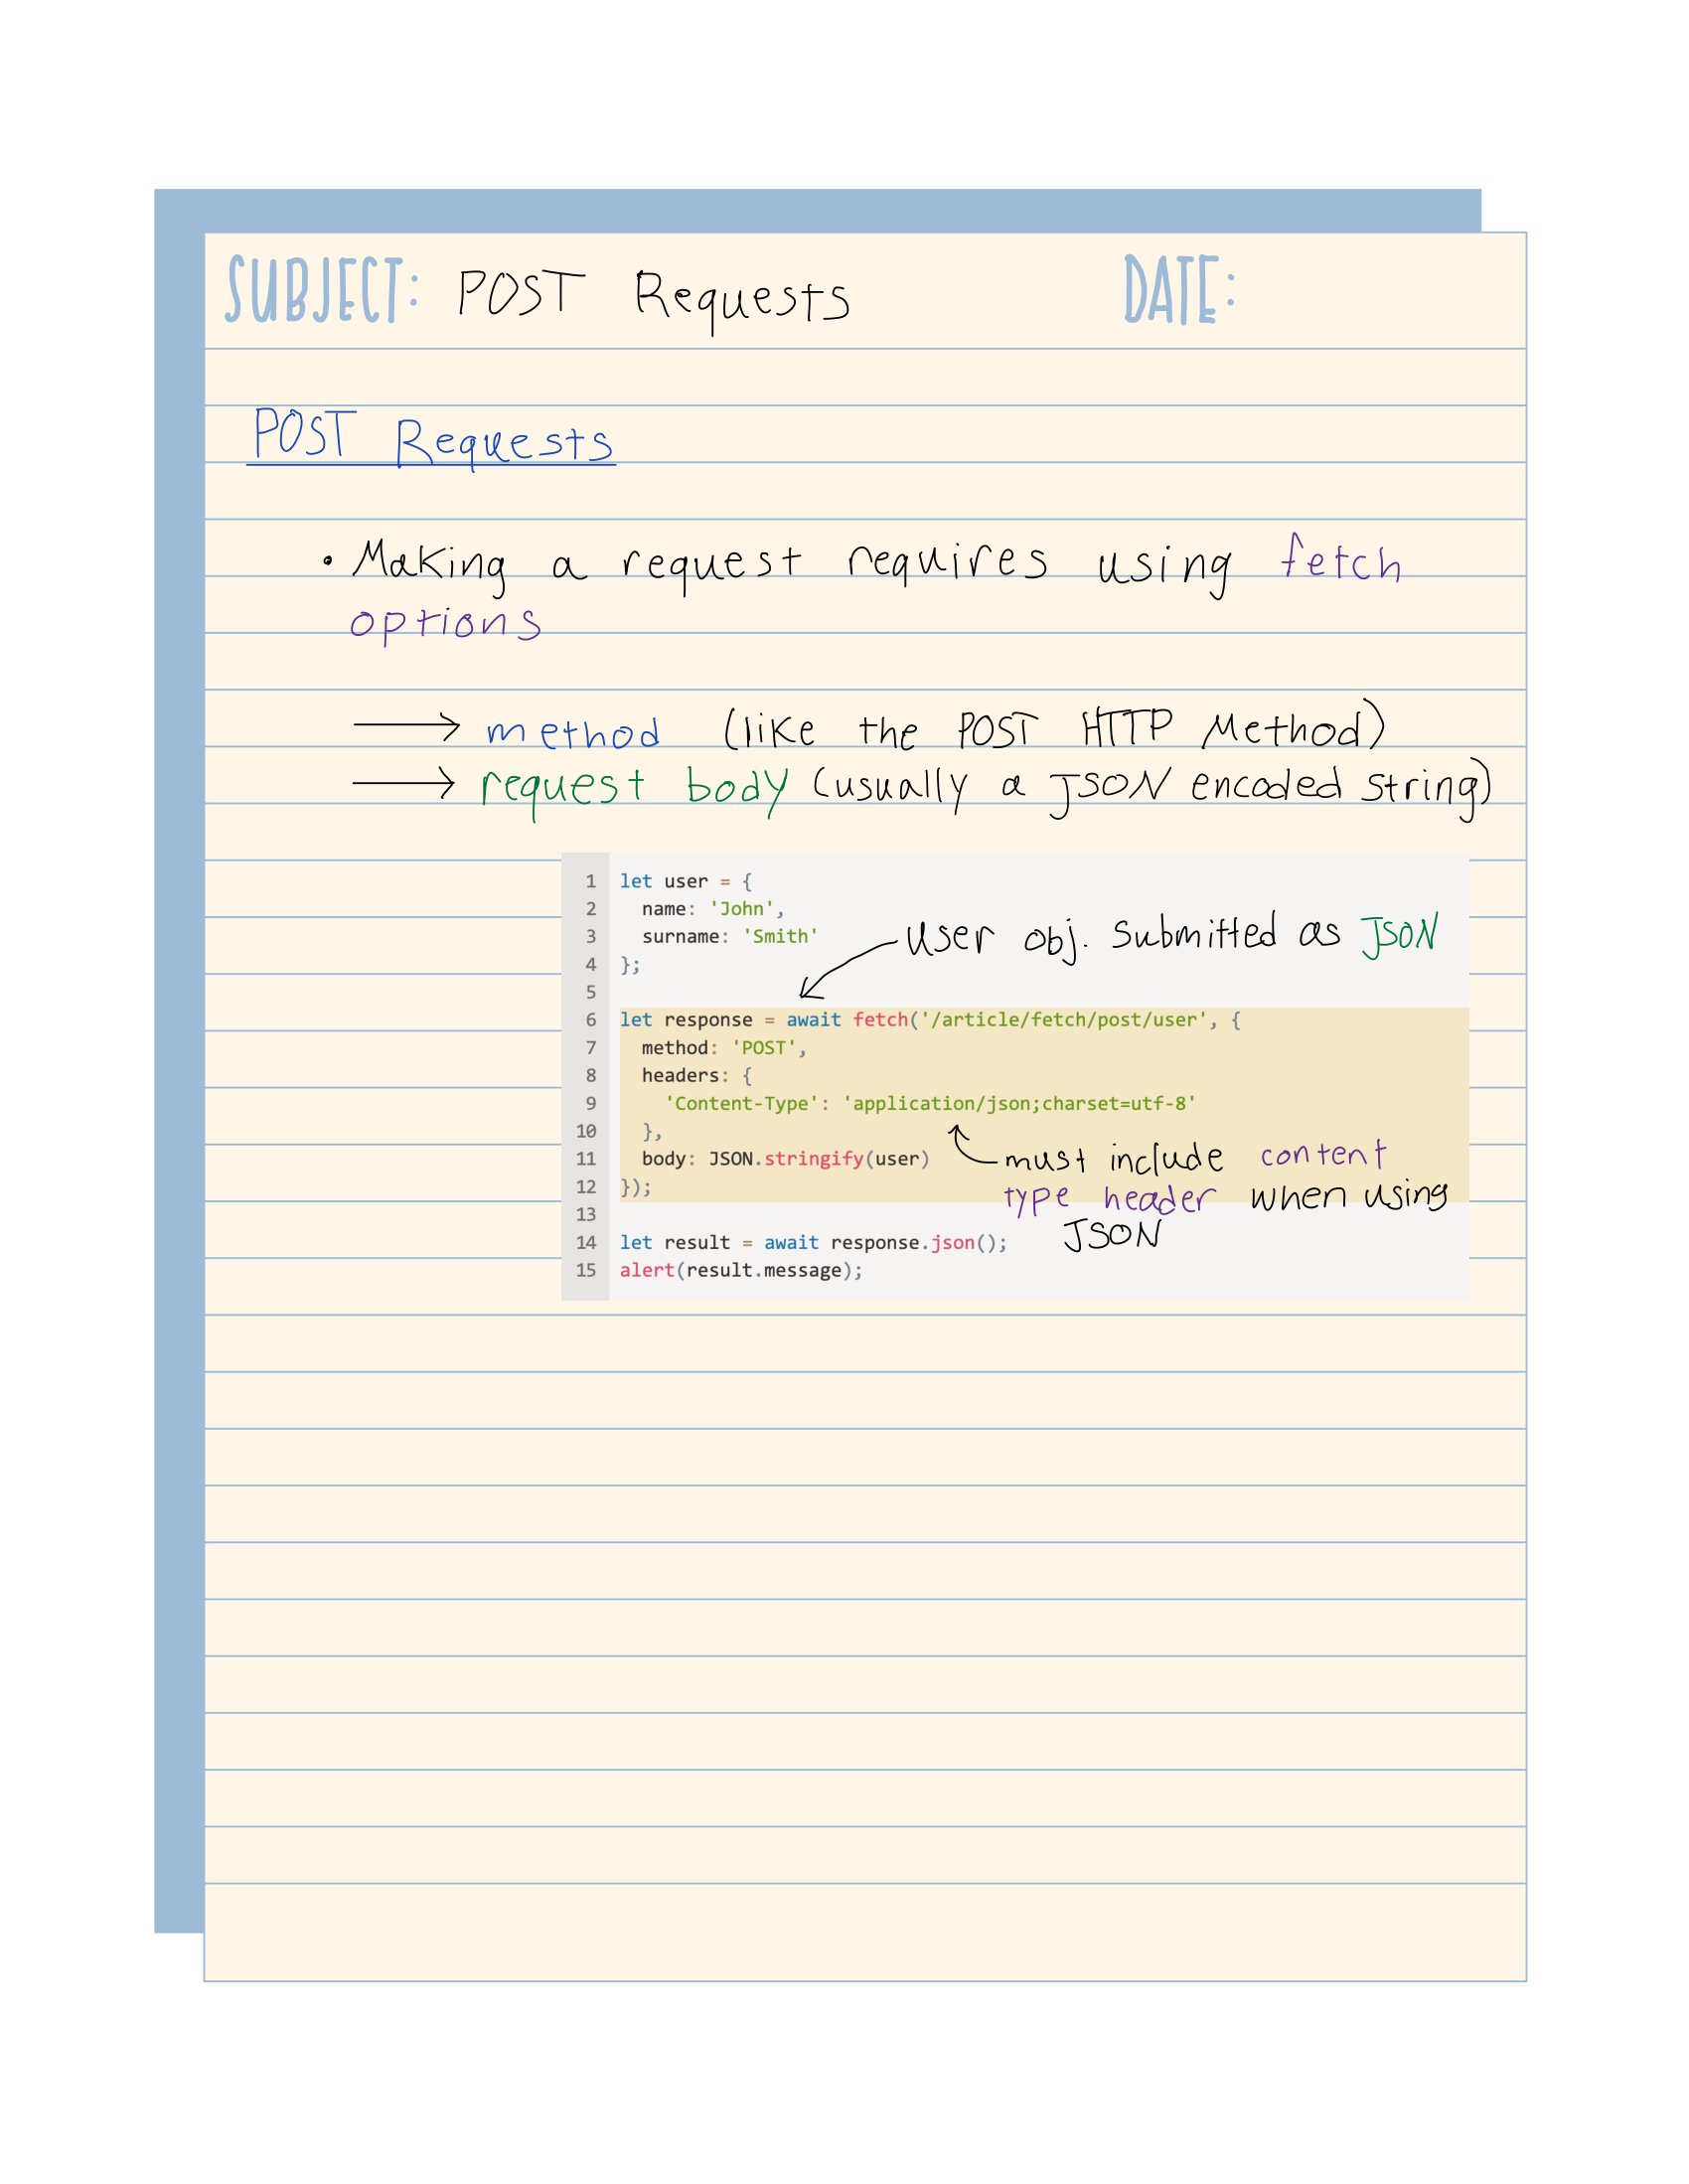 SUBJECT: POST Requests DATE:
POST Requests
• Making a request requires using fetch
options
→ method (like the POST HTTP Method)
→ request body (usually a JSON encoded string)
1 let user = {
2   name: 'John',
3   surname: 'Smith'
user obj. submitted as JSON
4 };
5
6 let response = await fetch('/article/fetch/post/user', {
7   method: 'POST',
8   headers: {
9     'Content-Type': 'application/json;charset=utf-8'
10   },
11   body: JSON.stringify(user)
must include content
12 });
type header when using
JSON
13
14 let result = await response.json();
15 alert(result.message);